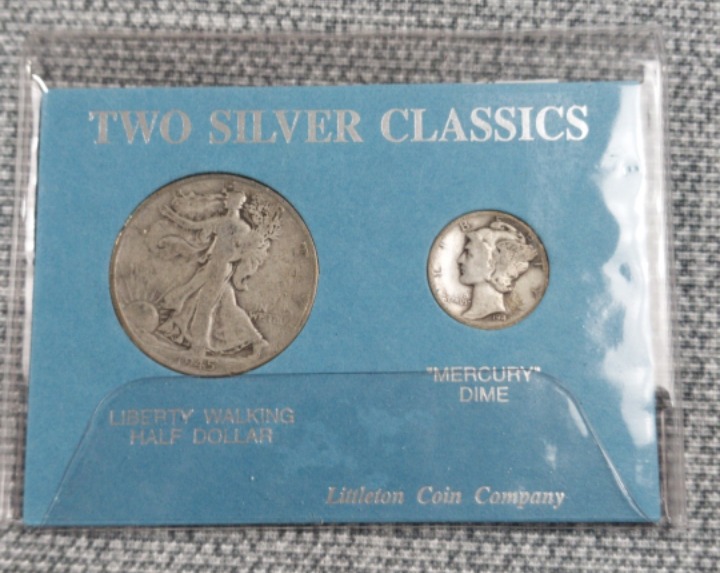 TWO SILVER CLASSICS
"MERCURY"
DIME
LIBERTY WALKING
HALF DOLLAR
Littleton Coin Company